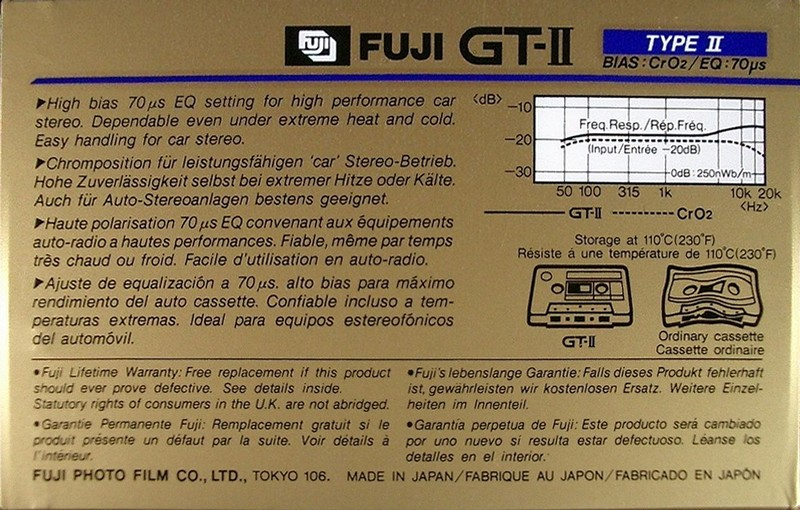 FUJI FUJI GT-II TYPE II
BIAS:CrO2/EQ:70µs
▶High bias 70µs EQ setting for high performance car
stereo. Dependable even under extreme heat and cold.
Easy handling for car stereo.
▶Chromposition für leistungsfähigen 'car' Stereo-Betrieb.
Hohe Zuverlässigkeit selbst bei extremer Hitze oder Kälte.
Auch für Auto-Stereoanlagen bestens geeignet.
▶Haute polarisation 70µs EQ convenant aux équipements
auto-radio a hautes performances. Fiable, même par temps
très chaud ou froid. Facile d'utilisation en auto-radio.
▶Ajuste de equalización a 70µs. alto bias para máximo
rendimiento del auto cassette. Confiable incluso a tem-
peraturas extremas. Ideal para equipos estereofónicos
del automóvil.
<dB>
−10
−20
−30
Freq.Resp./Rép.Fréq.
(Input/Entrée −20dB)
0dB:250nWb/m
50 100 315 1k 10k 20k
<Hz>
GT-II CrO2
Storage at 110°C(230°F)
Résiste á une température de 110°C(230°F)
GT-II
Ordinary cassette
Cassette ordinaire
•Fuji Lifetime Warranty: Free replacement if this product
should ever prove defective. See details inside.
Statutory rights of consumers in the U.K. are not abridged.
•Garantie Permanente Fuji: Remplacement gratuit si le
produit présente un défaut par la suite. Voir détails à
l'intérieur.
•Fuji's lebenslange Garantie: Falls dieses Produkt fehlerhaft
ist, gewährleisten wir kostenlosen Ersatz. Weitere Einzel-
heiten im Innenteil.
•Garantía perpetua de Fuji: Este producto será cambiado
por uno nuevo si resulta estar defectuoso. Léanse los
detalles en el interior.
FUJI PHOTO FILM CO., LTD., TOKYO 106. MADE IN JAPAN/FABRIQUE AU JAPON/FABRICADO EN JAPÓN